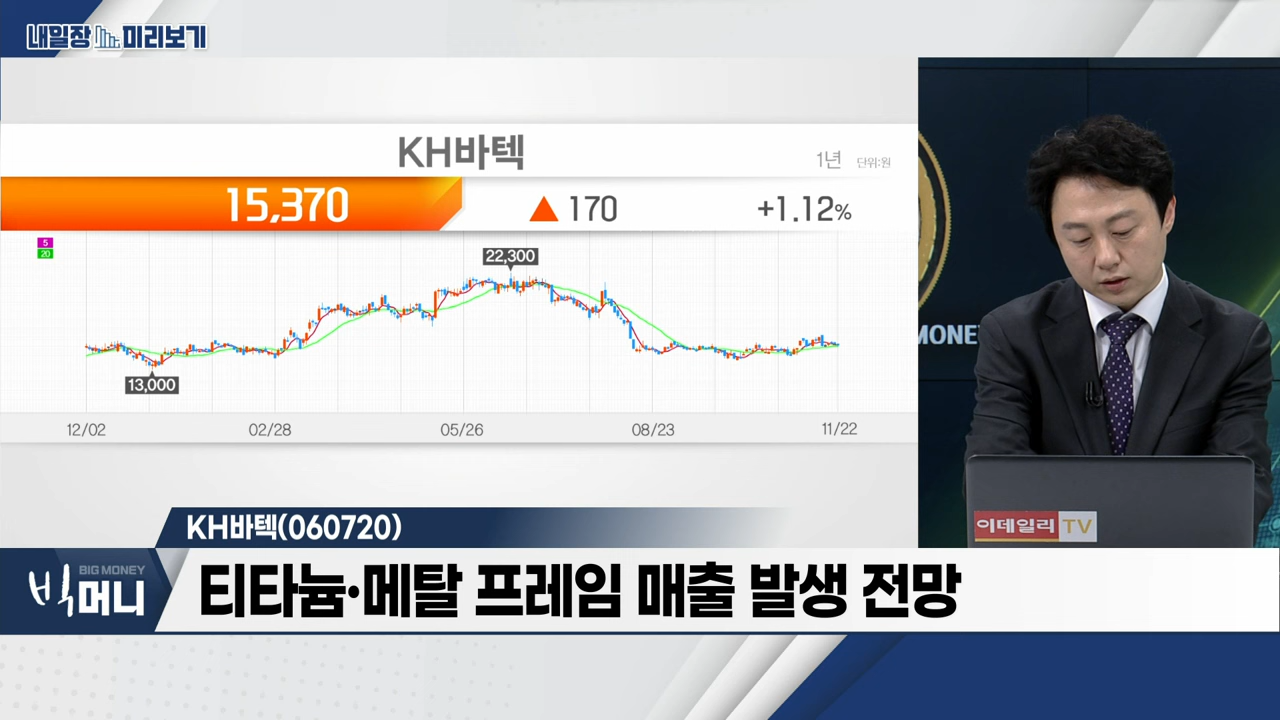 내일장 미리보기
KH바텍
1년 단위:원
15,370 ▲170 +1.12%
5
20
22,300
13,000
12/02 02/28 05/26 08/23 11/22
MONEY
이데일리 TV
KH바텍(060720)
BIG MONEY
빅머니
티타늄·메탈 프레임 매출 발생 전망